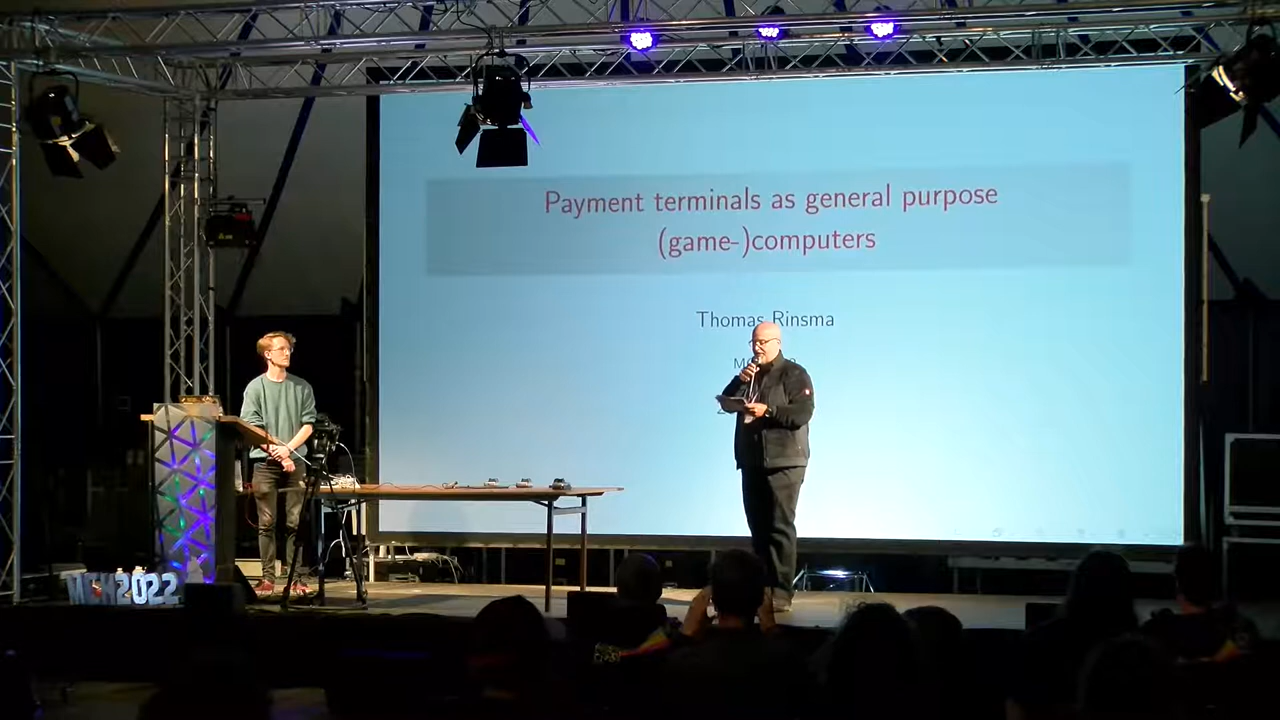 Payment terminals as general purpose
(game-)computers
Thomas Rinsma
MCH2022